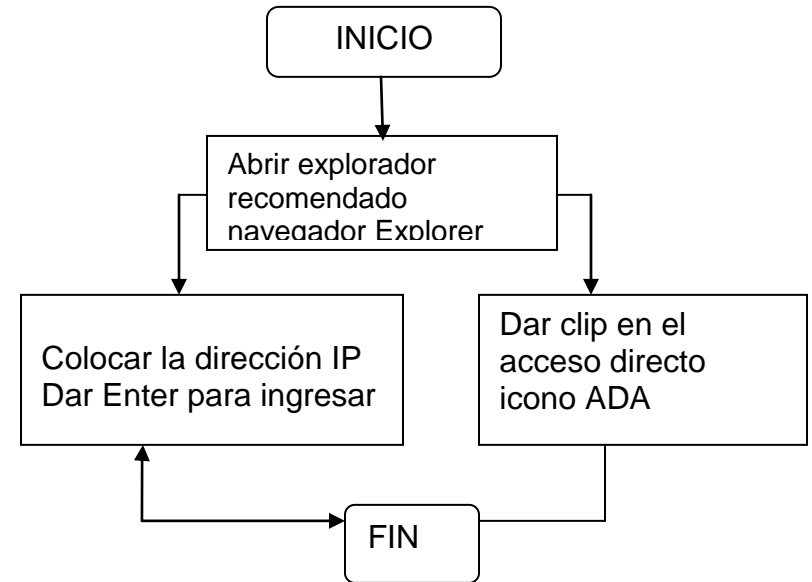 INICIO
Abrir explorador
recomendado
navegador Explorer
Colocar la dirección IP
Dar Enter para ingresar
Dar clip en el
acceso directo
icono ADA
FIN